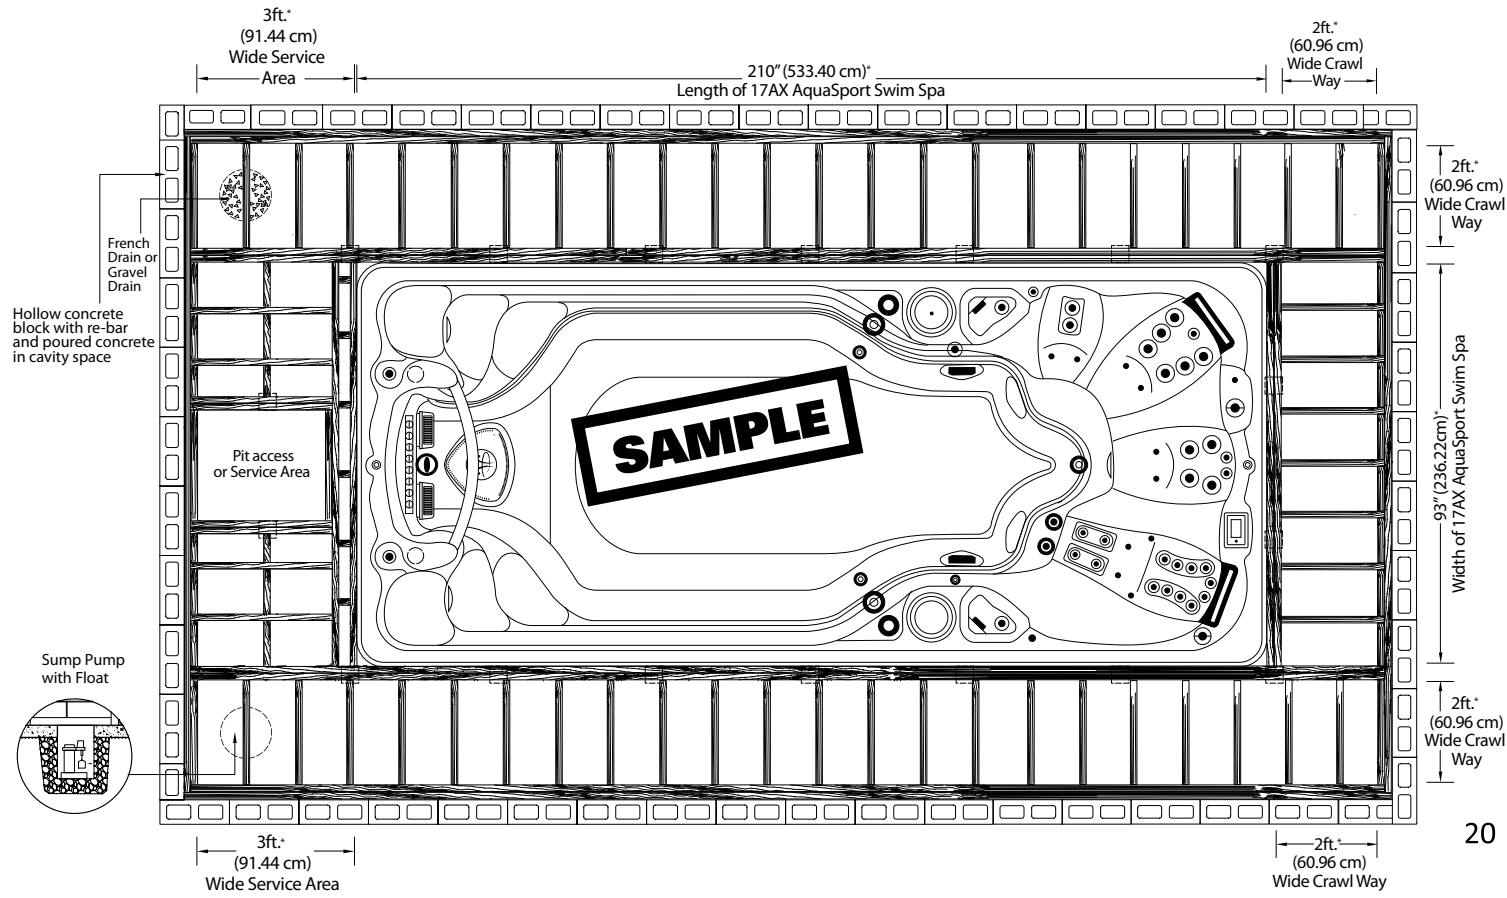 3ft.*
(91.44 cm)
Wide Service
Area
210" (533.40 cm)*
Length of 17AX AquaSport Swim Spa
2ft.*
(60.96 cm)
Wide Crawl
Way
2ft.*
(60.96 cm)
Wide Crawl
Way
French
Drain or
Gravel
Drain
Hollow concrete
block with re-bar
and poured concrete
in cavity space
SAMPLE
Pit access
or Service Area
93" (236.22cm)*
Width of 17AX AquaSport Swim Spa
Sump Pump
with Float
2ft.*
(60.96 cm)
Wide Crawl
Way
3ft.*
(91.44 cm)
Wide Service Area
2ft.*
(60.96 cm)
Wide Crawl Way
20